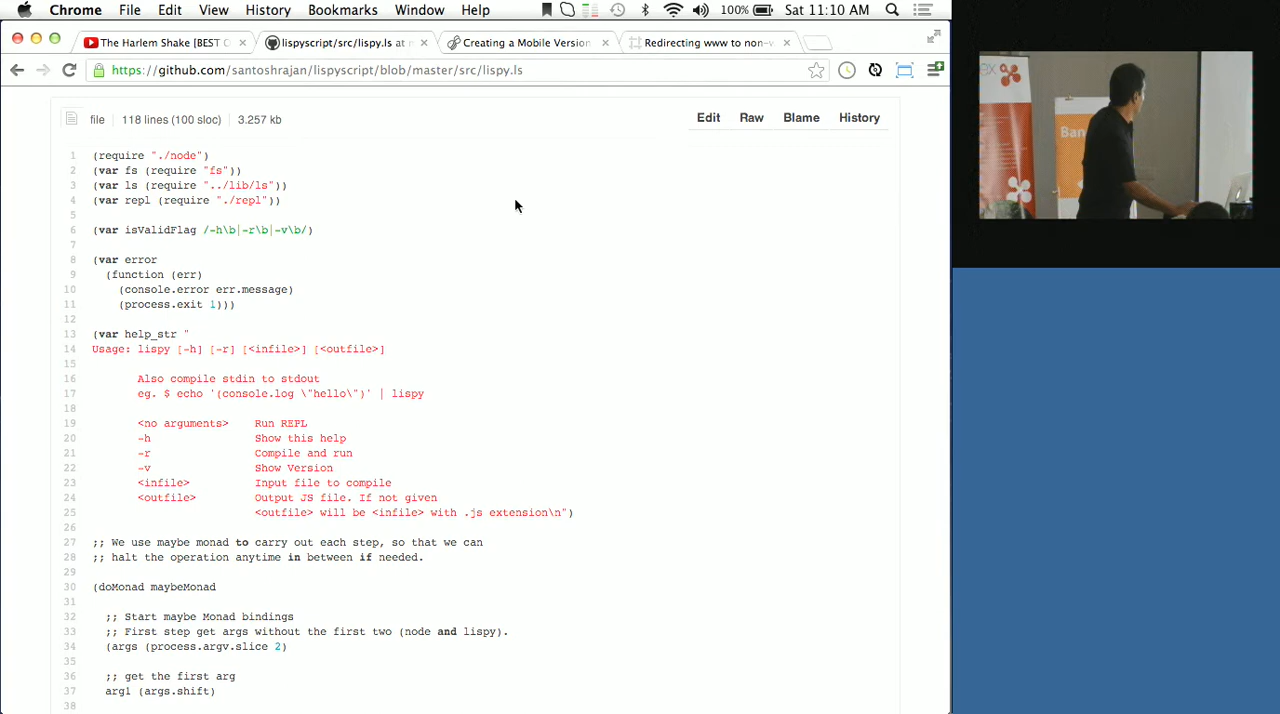 Chrome File Edit View History Bookmarks Window Help 100% Sat 11:10 AM
The Harlem Shake [BEST C
lispyscript/src/lispy.ls at m
Creating a Mobile Version
Redirecting www to non-v
https://github.com/santoshrajan/lispyscript/blob/master/src/lispy.ls
file 118 lines (100 sloc) 3.257 kb Edit Raw Blame History
1 (require "./node")
2 (var fs (require "fs"))
3 (var ls (require "../lib/ls"))
4 (var repl (require "./repl"))
5
6 (var isValidFlag /-h\b|-r\b|-v\b/)
7
8 (var error
9 (function (err)
10 (console.error err.message)
11 (process.exit 1)))
12
13 (var help_str "
14 Usage: lispy [-h] [-r] [<infile>] [<outfile>]
15
16 Also compile stdin to stdout
17 eg. $ echo '(console.log \"hello\")' | lispy
18
19 <no arguments> Run REPL
20 -h Show this help
21 -r Compile and run
22 -v Show Version
23 <infile> Input file to compile
24 <outfile> Output JS file. If not given
25 <outfile> will be <infile> with .js extension\n")
26
27 ;; We use maybe monad to carry out each step, so that we can
28 ;; halt the operation anytime in between if needed.
29
30 (doMonad maybeMonad
31
32 ;; Start maybe Monad bindings
33 ;; First step get args without the first two (node and lispy).
34 (args (process.argv.slice 2)
35
36 ;; get the first arg
37 arg1 (args.shift)
38
ex
Ban